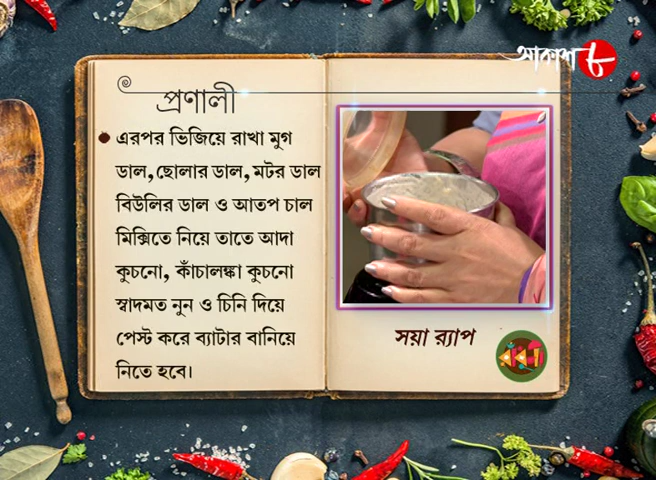 আকাশ ৮
প্রণালী
এরপর ভিজিয়ে রাখা মুগ
ডাল, ছোলার ডাল, মটর ডাল
বিউলির ডাল ও আতপ চাল
মিক্সিতে নিয়ে তাতে আদা
কুচনো, কাঁচালঙ্কা কুচনো
স্বাদমত নুন ও চিনি দিয়ে
পেস্ট করে ব্যাটার বানিয়ে
নিতে হবে।
সয়া র‍্যাপ